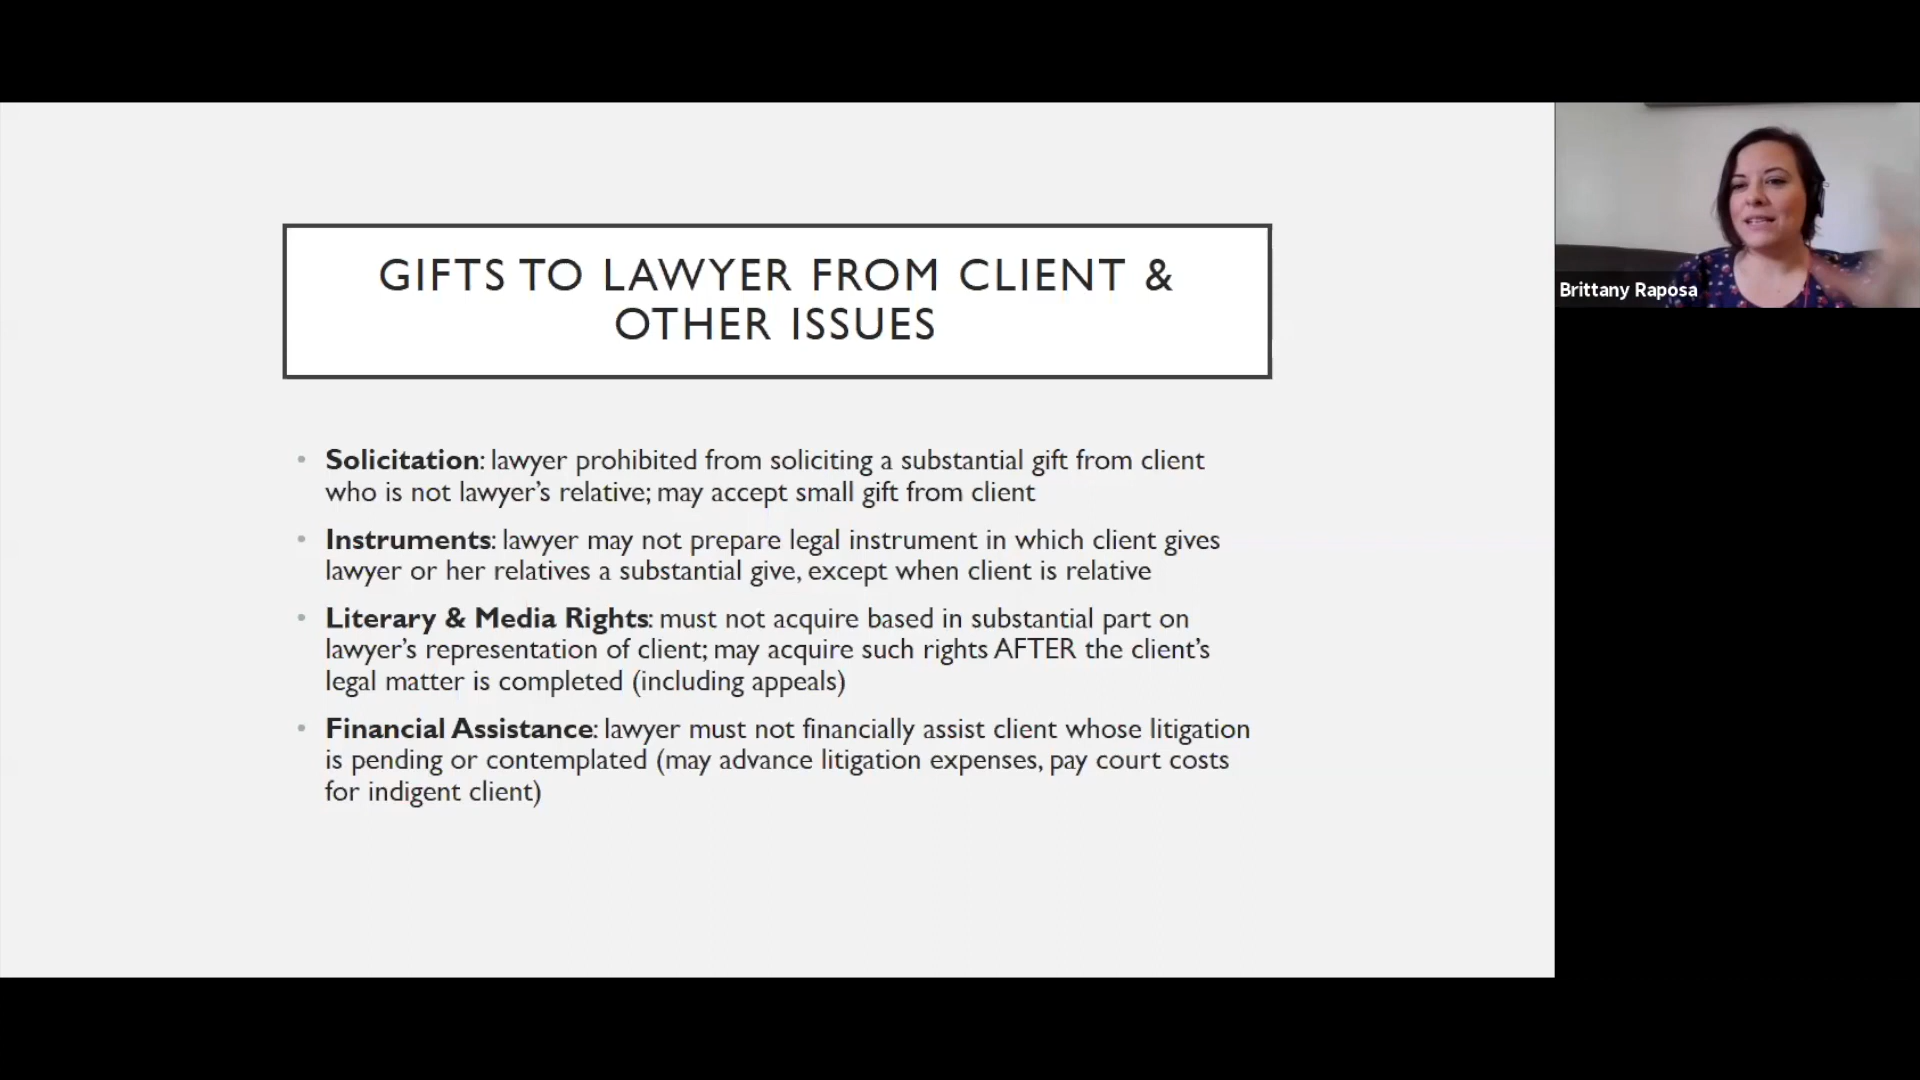 GIFTS TO LAWYER FROM CLIENT &
OTHER ISSUES
• Solicitation: lawyer prohibited from soliciting a substantial gift from client
who is not lawyer’s relative; may accept small gift from client
• Instruments: lawyer may not prepare legal instrument in which client gives
lawyer or her relatives a substantial give, except when client is relative
• Literary & Media Rights: must not acquire based in substantial part on
lawyer’s representation of client; may acquire such rights AFTER the client’s
legal matter is completed (including appeals)
• Financial Assistance: lawyer must not financially assist client whose litigation
is pending or contemplated (may advance litigation expenses, pay court costs
for indigent client)
Brittany Raposa